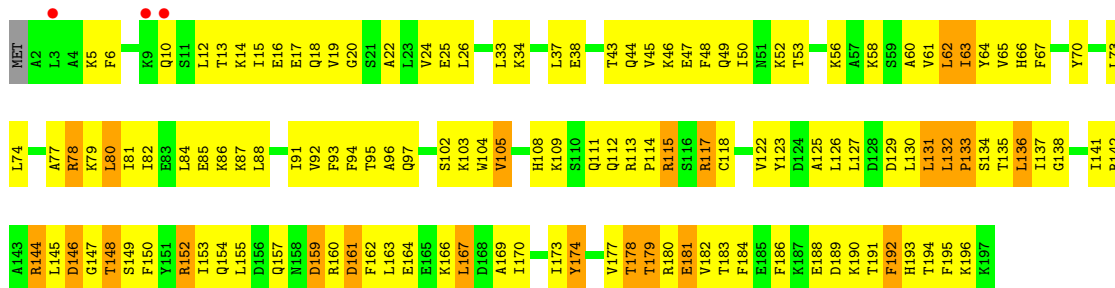 MET A2 L3 A4 K5 F6 K9 Q10 S11 L12 T13 K14 I15 E16 E17 Q18 V19 G20 S21 A22 L23 V24 E25 L26 L33 K34 L37 E38 T43 Q44 V45 K46 E47 F48 Q49 I50 N51 K52 T53 K56 A57 K58 S59 A60 V61 L62 I63 Y64 V65 H66 F67 Y70
L74 A77 R78 K79 L80 I81 I82 E83 L84 E85 K86 K87 L88 I91 V92 F93 F94 T95 A96 Q97 S102 K103 W104 V105 H108 K109 S110 Q111 Q112 R113 P114 R115 S116 R117 C118 V122 Y123 D124 A125 L126 L127 D128 D129 L130 L131 L132 P133 S134 T135 L136 I137 G138 I141
A143 R144 L145 D146 G147 T148 S149 F150 Y151 R152 I153 Q154 L155 D156 Q157 N158 D159 R160 D161 F162 L163 E164 E165 K166 L167 D168 A169 I170 I173 Y174 V177 T178 T179 R180 E181 V182 T183 F184 E185 F186 K187 E188 D189 K190 T191 F192 H193 T194 F195 K196 K197